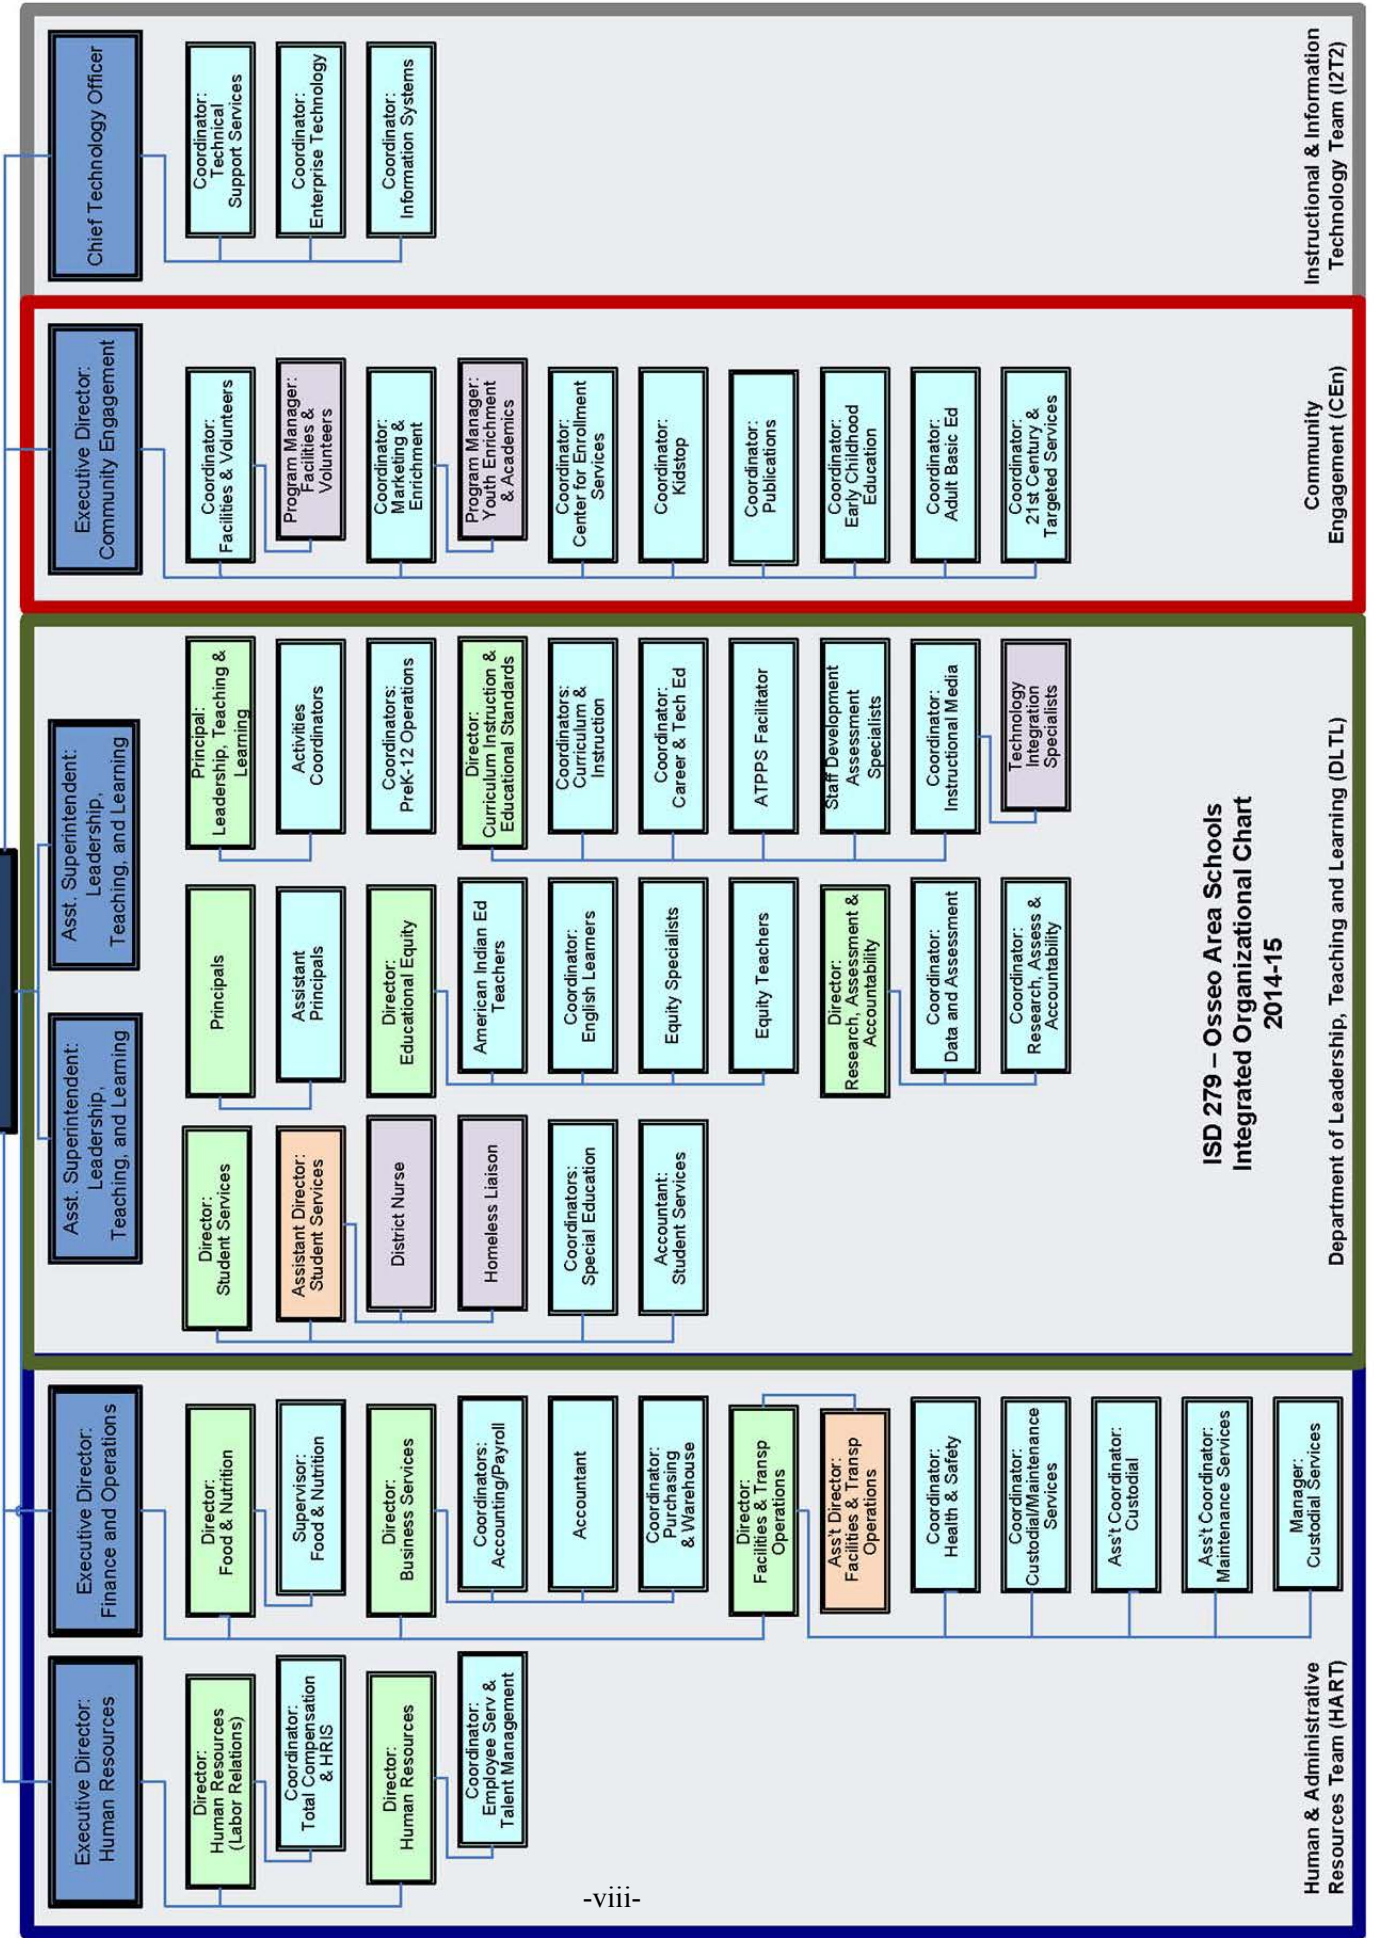 Executive Director:
Human Resources
Director:
Human Resources
(Labor Relations)
Coordinator:
Total Compensation
& HRIS
Director:
Human Resources
Coordinator:
Employee Serv &
Talent Management
Executive Director:
Finance and Operations
Director:
Food & Nutrition
Supervisor:
Food & Nutrition
Director:
Business Services
Coordinators:
Accounting/Payroll
Accountant
Coordinator:
Purchasing
& Warehouse
Director:
Facilities & Transp
Operations
Ass't Director:
Facilities & Transp
Operations
Coordinator:
Health & Safety
Coordinator:
Custodial/Maintenance
Services
Ass't Coordinator:
Custodial
Ass't Coordinator:
Maintenance Services
Manager:
Custodial Services
Human & Administrative
Resources Team (HART)
Asst. Superintendent:
Leadership,
Teaching, and Learning
Asst. Superintendent:
Leadership,
Teaching, and Learning
Director:
Student Services
Assistant Director:
Student Services
District Nurse
Homeless Liaison
Coordinators:
Special Education
Accountant:
Student Services
Principals
Assistant
Principals
Director:
Educational Equity
American Indian Ed
Teachers
Coordinator:
English Learners
Equity Specialists
Equity Teachers
Director:
Research, Assessment &
Accountability
Coordinator:
Data and Assessment
Coordinator:
Research, Assess &
Accountability
Principal:
Leadership, Teaching &
Learning
Activities
Coordinators
Coordinators:
PreK-12 Operations
Director:
Curriculum Instruction &
Educational Standards
Coordinators:
Curriculum &
Instruction
Coordinator:
Career & Tech Ed
ATPPS Facilitator
Staff Development
Assessment
Specialists
Coordinator:
Instructional Media
Technology
Integration
Specialists
ISD 279 – Osseo Area Schools
Integrated Organizational Chart
2014-15
Department of Leadership, Teaching and Learning (DLTL)
Executive Director:
Community Engagement
Coordinator:
Facilities & Volunteers
Program Manager:
Facilities &
Volunteers
Coordinator:
Marketing &
Enrichment
Program Manager:
Youth Enrichment
& Academics
Coordinator:
Center for Enrollment
Services
Coordinator:
Kidstop
Coordinator:
Publications
Coordinator:
Early Childhood
Education
Coordinator:
Adult Basic Ed
Coordinator:
21st Century &
Targeted Services
Community
Engagement (CEn)
Chief Technology Officer
Coordinator:
Technical
Support Services
Coordinator:
Enterprise Technology
Coordinator:
Information Systems
Instructional & Information
Technology Team (I2T2)
-viii-